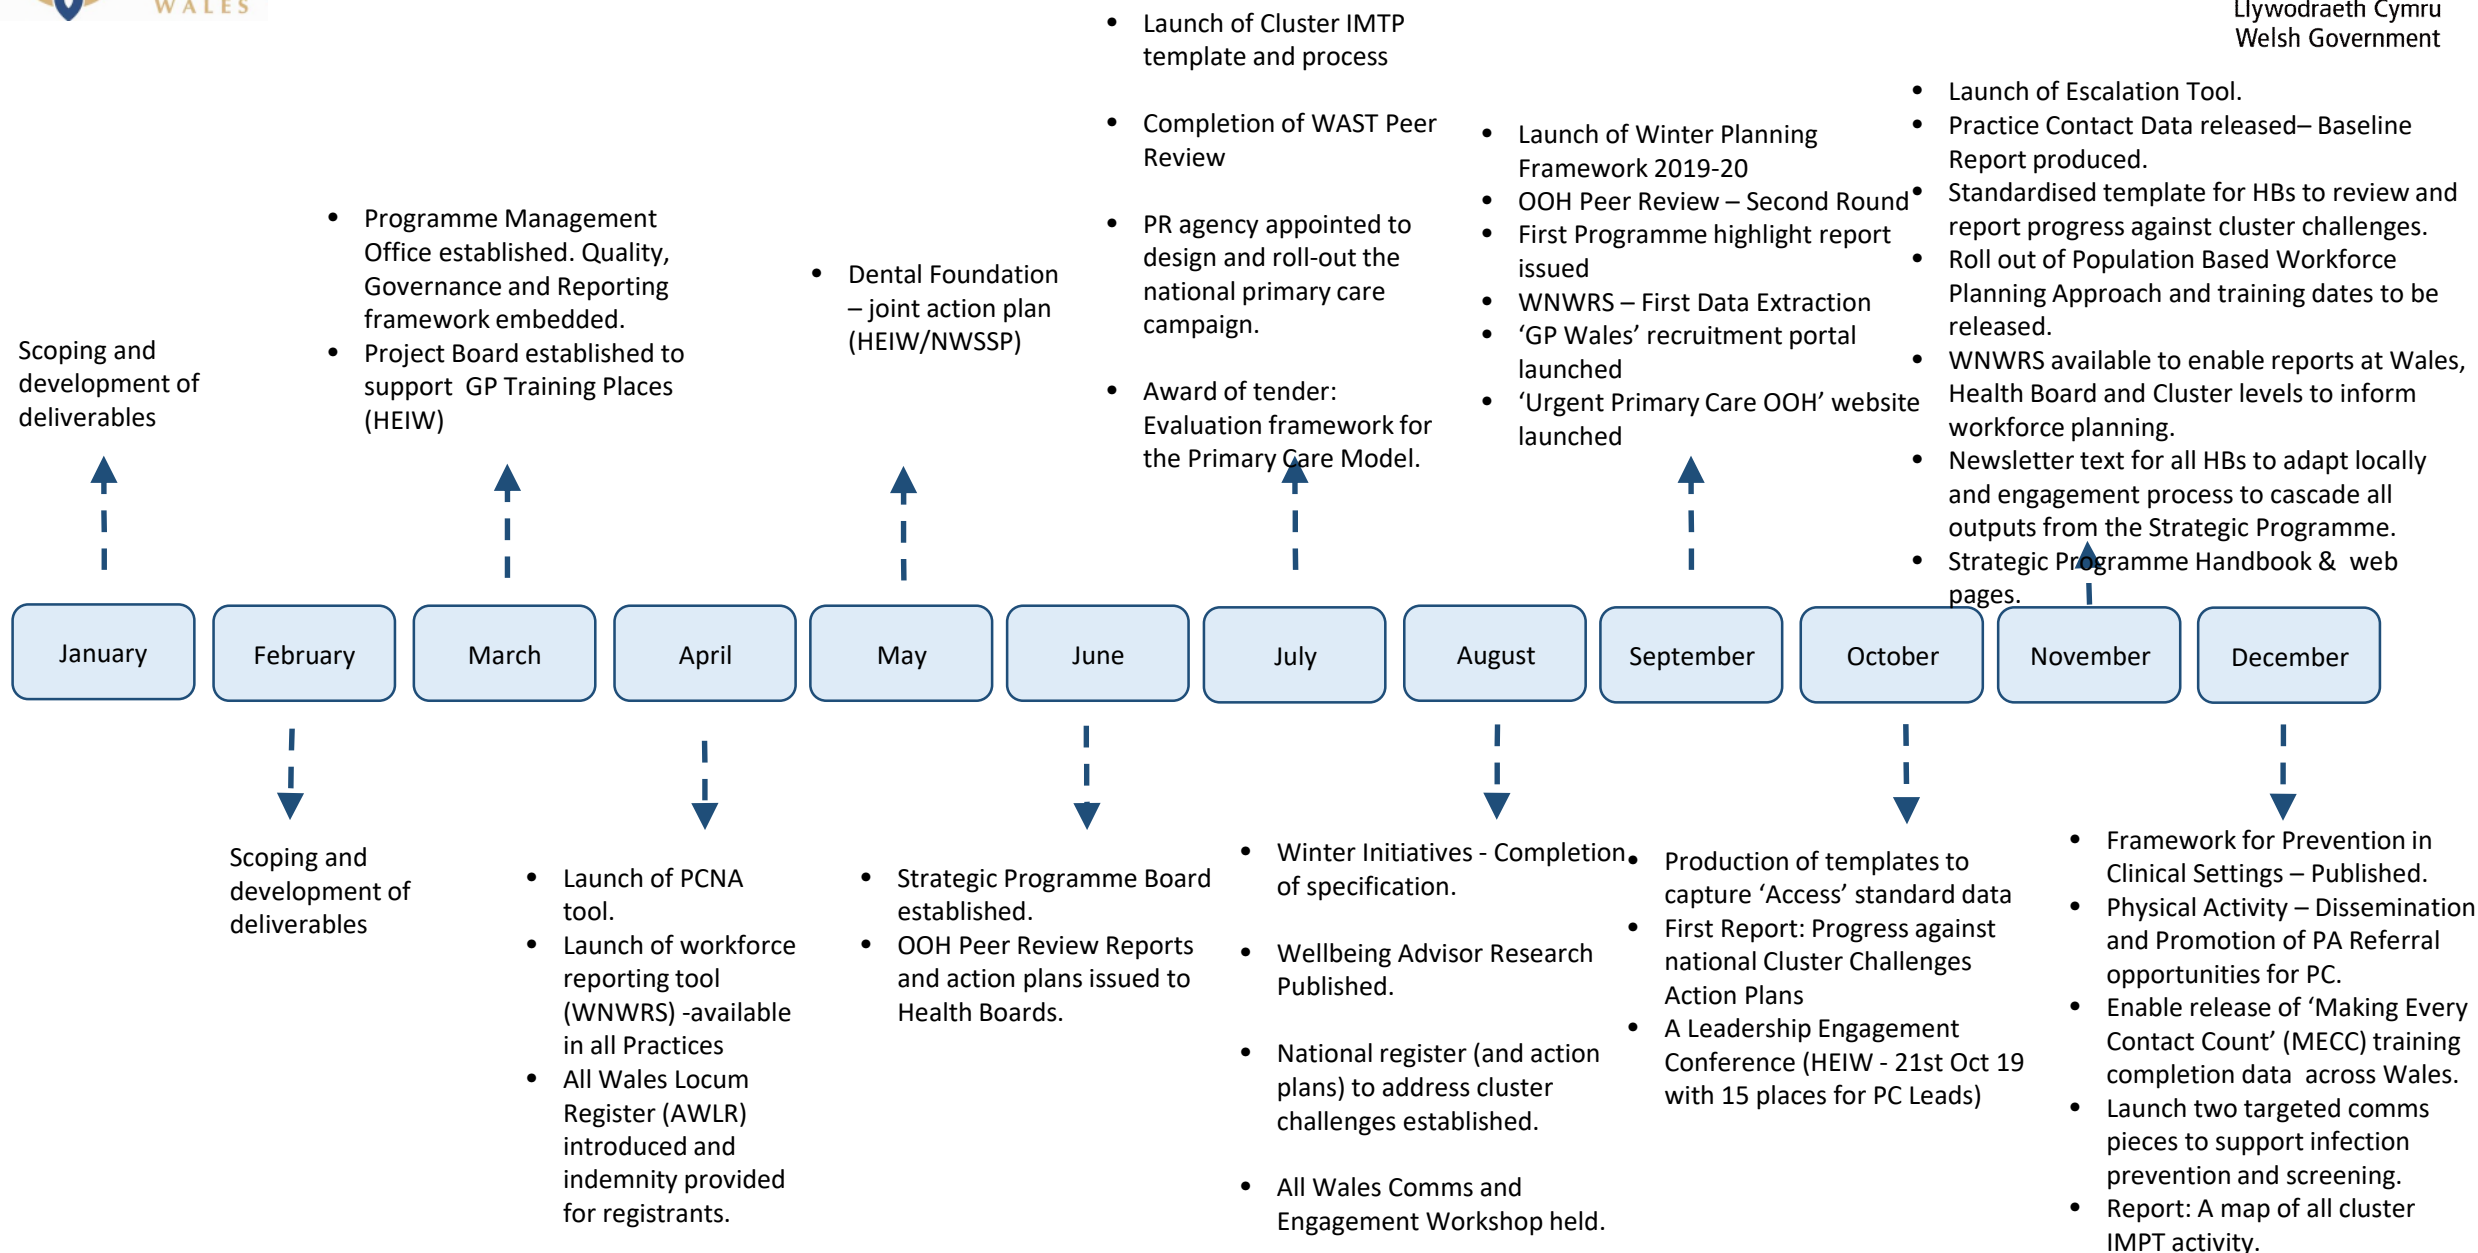 WALES
Llywodraeth Cymru
Welsh Government
Scoping and
development of
deliverables
• Programme Management
Office established. Quality,
Governance and Reporting
framework embedded.
• Project Board established to
support GP Training Places
(HEIW)
• Dental Foundation
– joint action plan
(HEIW/NWSSP)
• Launch of Cluster IMTP
template and process
• Completion of WAST Peer
Review
• PR agency appointed to
design and roll-out the
national primary care
campaign.
• Award of tender:
Evaluation framework for
the Primary Care Model.
• Launch of Winter Planning
Framework 2019-20
• OOH Peer Review – Second Round
• First Programme highlight report
issued
• WNWRS – First Data Extraction
• ‘GP Wales’ recruitment portal
launched
• ‘Urgent Primary Care OOH’ website
launched
• Launch of Escalation Tool.
• Practice Contact Data released– Baseline
Report produced.
• Standardised template for HBs to review and
report progress against cluster challenges.
• Roll out of Population Based Workforce
Planning Approach and training dates to be
released.
• WNWRS available to enable reports at Wales,
Health Board and Cluster levels to inform
workforce planning.
• Newsletter text for all HBs to adapt locally
and engagement process to cascade all
outputs from the Strategic Programme.
• Strategic Programme Handbook & web
pages.
January
February
March
April
May
June
July
August
September
October
November
December
Scoping and
development of
deliverables
• Launch of PCNA
tool.
• Launch of workforce
reporting tool
(WNWRS) -available
in all Practices
• All Wales Locum
Register (AWLR)
introduced and
indemnity provided
for registrants.
• Strategic Programme Board
established.
• OOH Peer Review Reports
and action plans issued to
Health Boards.
• Winter Initiatives - Completion
of specification.
• Wellbeing Advisor Research
Published.
• National register (and action
plans) to address cluster
challenges established.
• All Wales Comms and
Engagement Workshop held.
• Production of templates to
capture ‘Access’ standard data
• First Report: Progress against
national Cluster Challenges
Action Plans
• A Leadership Engagement
Conference (HEIW - 21st Oct 19
with 15 places for PC Leads)
• Framework for Prevention in
Clinical Settings – Published.
• Physical Activity – Dissemination
and Promotion of PA Referral
opportunities for PC.
• Enable release of ‘Making Every
Contact Count’ (MECC) training
completion data across Wales.
• Launch two targeted comms
pieces to support infection
prevention and screening.
• Report: A map of all cluster
IMPT activity.